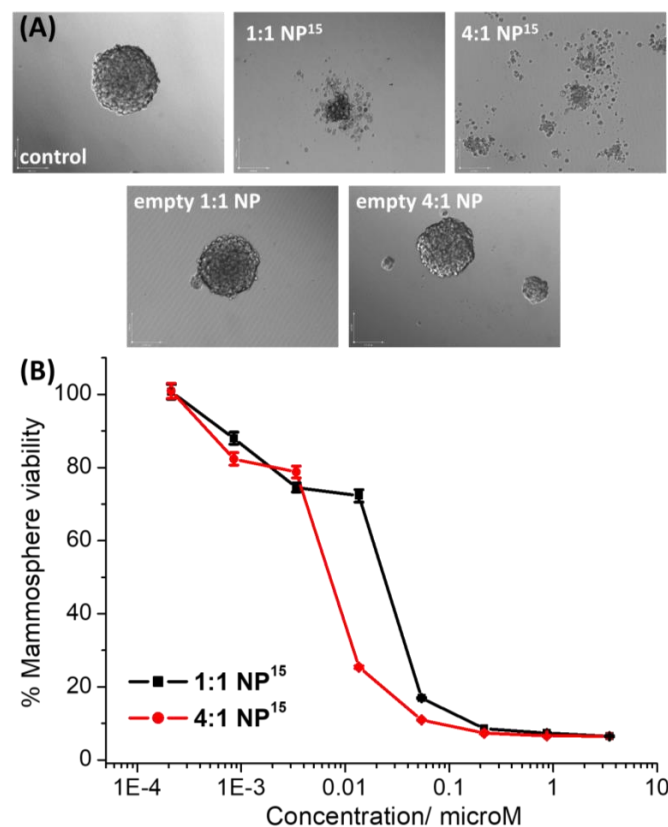 (A)
control
1:1 NP¹⁵
4:1 NP¹⁵
empty 1:1 NP
empty 4:1 NP
(B)
% Mammosphere viability
100
80
60
40
20
0
1:1 NP¹⁵
4:1 NP¹⁵
1E-4
1E-3
0.01
0.1
1
10
Concentration/ microM